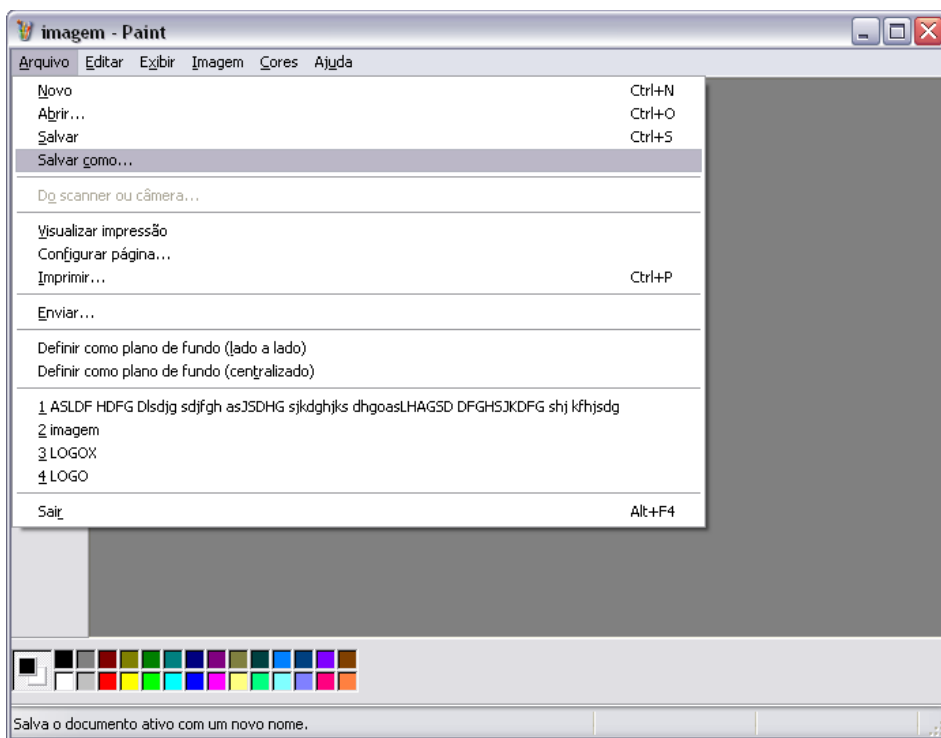 imagem - Paint
Arquivo Editar Exibir Imagem Cores Ajuda
Novo Ctrl+N
Abrir... Ctrl+O
Salvar Ctrl+S
Salvar como...
Do scanner ou câmera...
Visualizar impressão
Configurar página...
Imprimir... Ctrl+P
Enviar...
Definir como plano de fundo (lado a lado)
Definir como plano de fundo (centralizado)
1 ASLDF HDFG Dlsdjg sdjfgh asJSDHG sjkdghjks dhgoasLHAGSD DFGHSJKDFG shj kfhjsdg
2 imagem
3 LOGOX
4 LOGO
Sair Alt+F4
Salva o documento ativo com um novo nome.